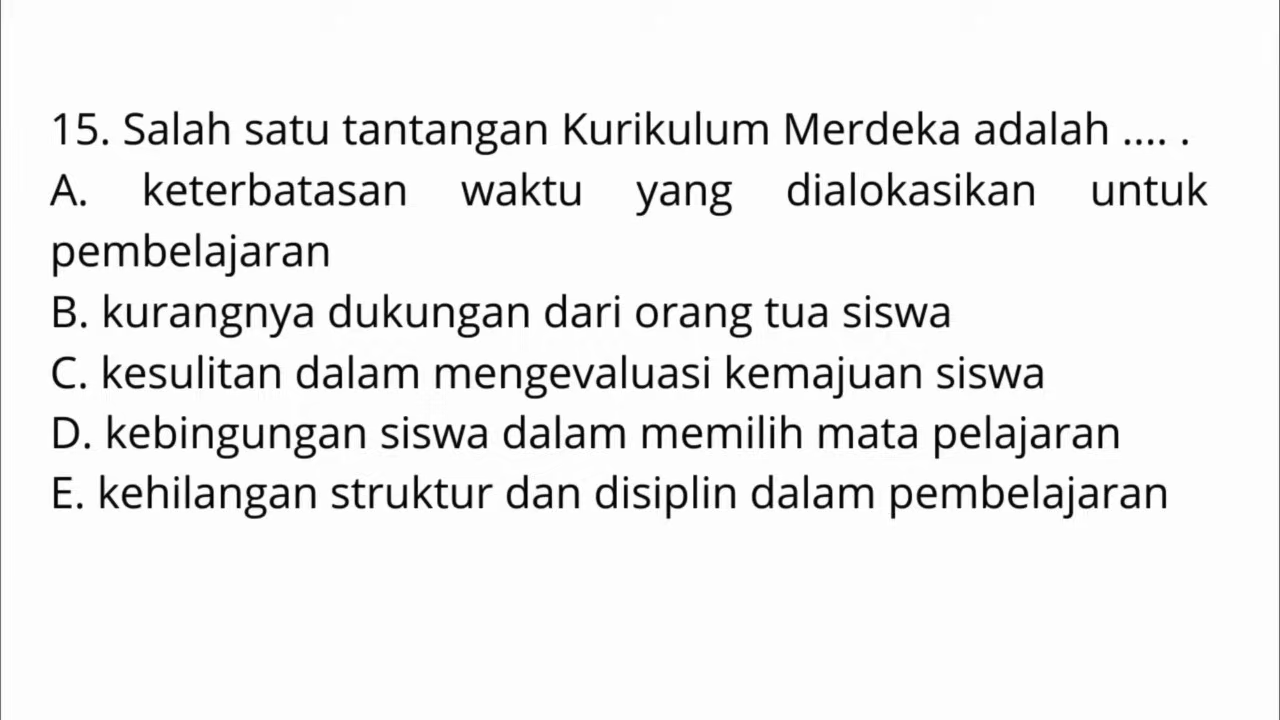 15. Salah satu tantangan Kurikulum Merdeka adalah .... .
A. keterbatasan waktu yang dialokasikan untuk
pembelajaran
B. kurangnya dukungan dari orang tua siswa
C. kesulitan dalam mengevaluasi kemajuan siswa
D. kebingungan siswa dalam memilih mata pelajaran
E. kehilangan struktur dan disiplin dalam pembelajaran